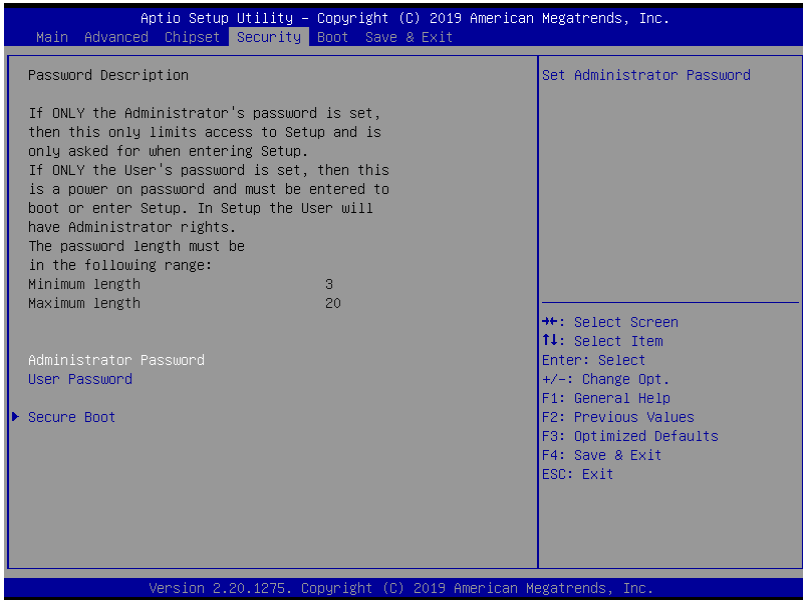 Aptio Setup Utility – Copyright (C) 2019 American Megatrends, Inc.
Main Advanced Chipset Security Boot Save & Exit
Password Description
If ONLY the Administrator's password is set,
then this only limits access to Setup and is
only asked for when entering Setup.
If ONLY the User's password is set, then this
is a power on password and must be entered to
boot or enter Setup. In Setup the User will
have Administrator rights.
The password length must be
in the following range:
Minimum length 3
Maximum length 20
Administrator Password
User Password
Secure Boot
Set Administrator Password
→←: Select Screen
↑↓: Select Item
Enter: Select
+/-: Change Opt.
F1: General Help
F2: Previous Values
F3: Optimized Defaults
F4: Save & Exit
ESC: Exit
Version 2.20.1275. Copyright (C) 2019 American Megatrends, Inc.